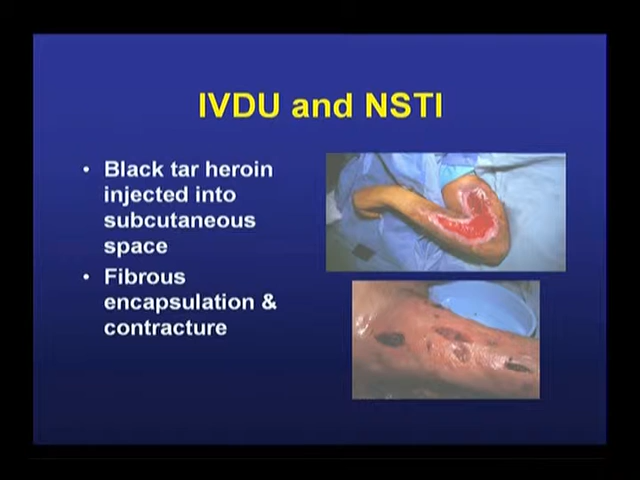 IVDU and NSTI
• Black tar heroin
injected into
subcutaneous
space
• Fibrous
encapsulation &
contracture